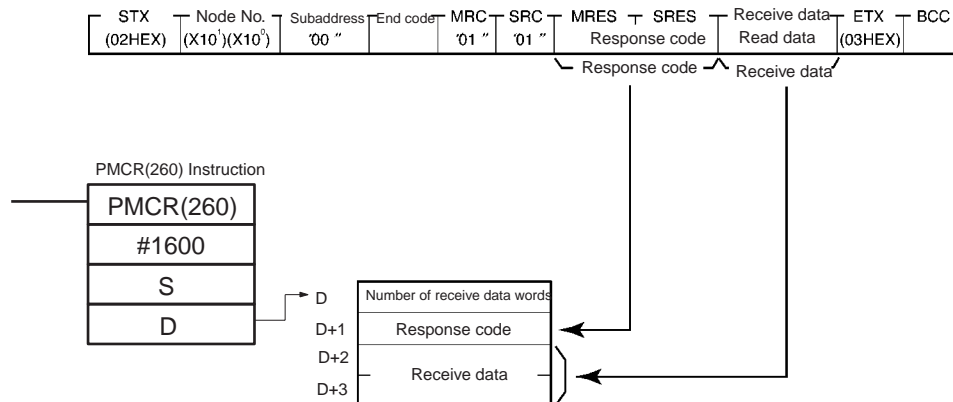 STX Node No. Subaddress End code MRC SRC MRES SRES Receive data ETX BCC
(02HEX) (X10¹)(X10⁰) '00 " '01 " '01 " Response code Read data (03HEX)
Response code Receive data
PMCR(260) Instruction
PMCR(260)
#1600
S
D
D Number of receive data words
D+1 Response code
D+2
Receive data
D+3